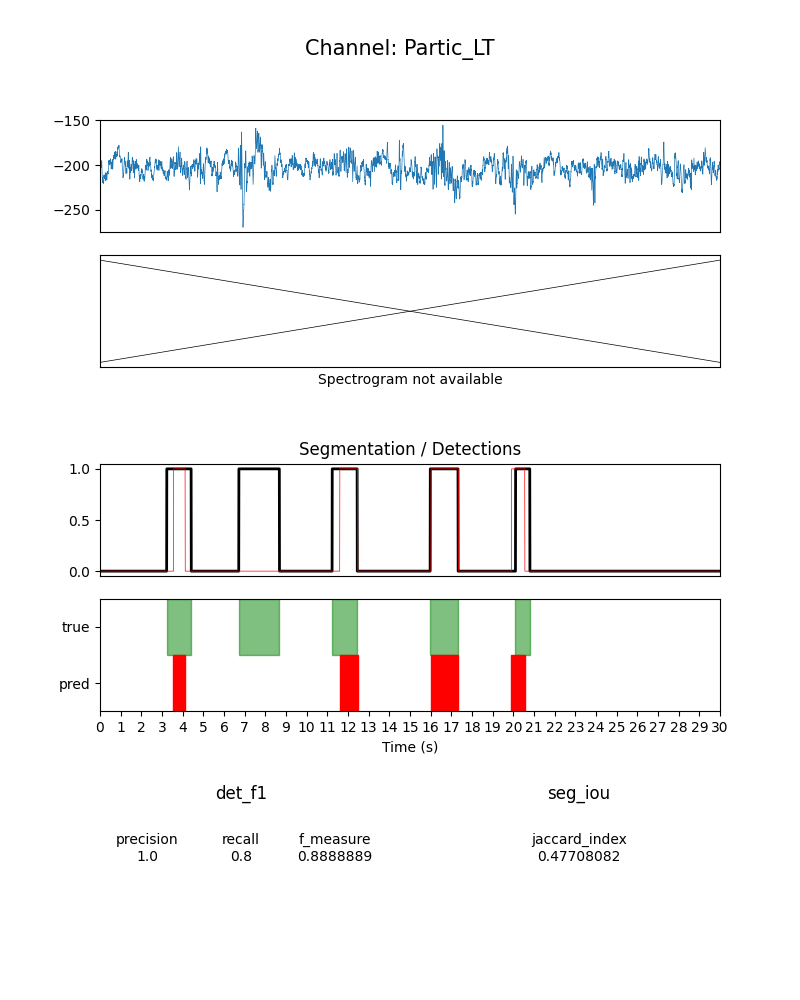 Channel: Partic_LT
−150
−200
−250
Spectrogram not available
Segmentation / Detections
1.0
0.5
0.0
true
pred
0 1 2 3 4 5 6 7 8 9 10 11 12 13 14 15 16 17 18 19 20 21 22 23 24 25 26 27 28 29 30
Time (s)
det_f1 seg_iou
precision recall f_measure jaccard_index
1.0 0.8 0.8888889 0.47708082